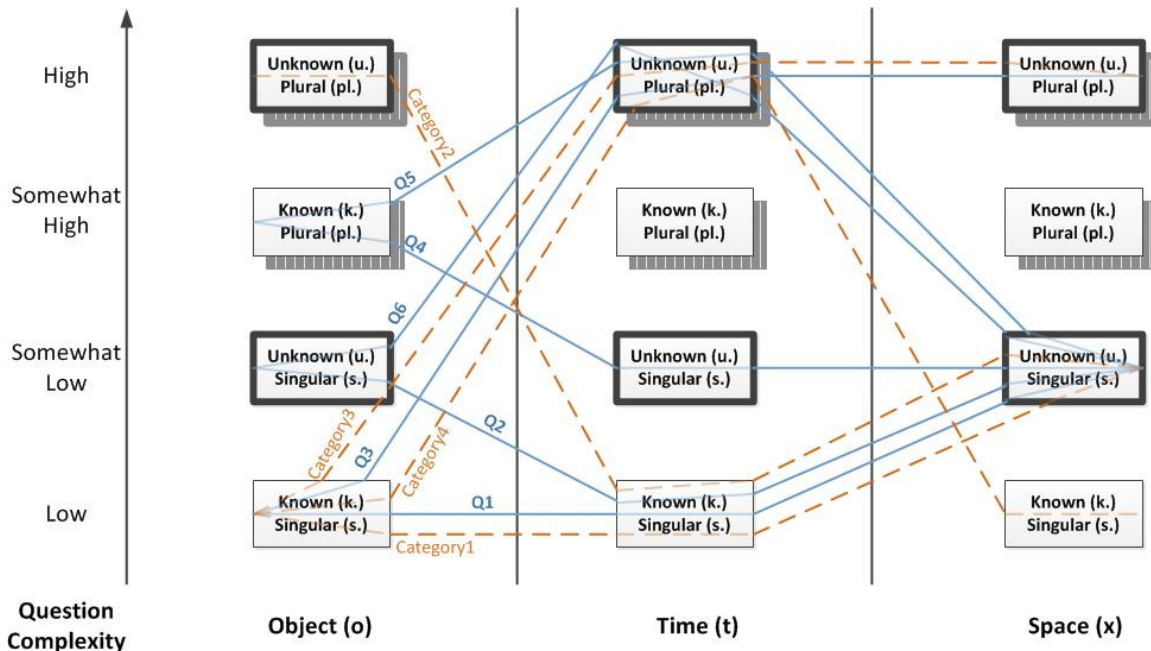 High
Unknown (u.)
Plural (pl.)
Unknown (u.)
Plural (pl.)
Unknown (u.)
Plural (pl.)
Category2
Q5
Somewhat
High
Known (k.)
Plural (pl.)
Known (k.)
Plural (pl.)
Known (k.)
Plural (pl.)
Q4
Q6
Somewhat
Low
Unknown (u.)
Singular (s.)
Unknown (u.)
Singular (s.)
Unknown (u.)
Singular (s.)
Category3
Q3
Category4
Q2
Low
Known (k.)
Singular (s.)
Q1
Known (k.)
Singular (s.)
Known (k.)
Singular (s.)
Category1
Question
Complexity
Object (o)
Time (t)
Space (x)